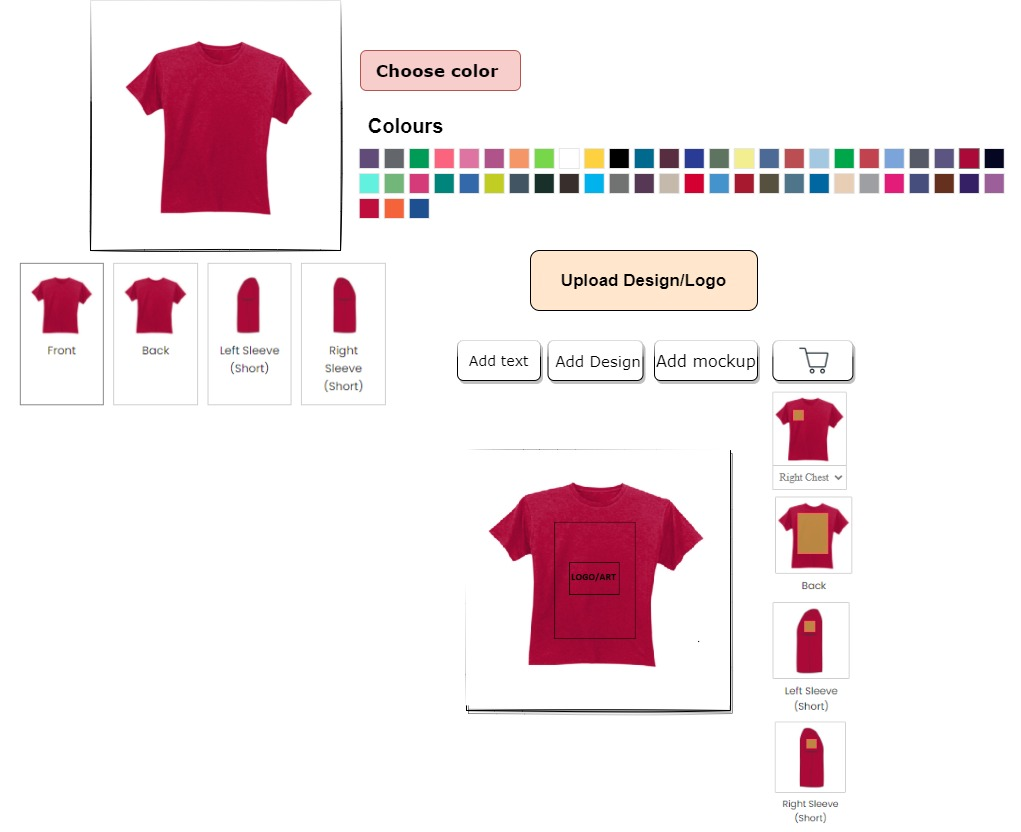 Choose color
Colours
Front
Back
Left Sleeve
(Short)
Right
Sleeve
(Short)
Upload Design/Logo
Add text
Add Design
Add mockup
Right Chest
LOGO/ART
Back
Left Sleeve
(Short)
Right Sleeve
(Short)